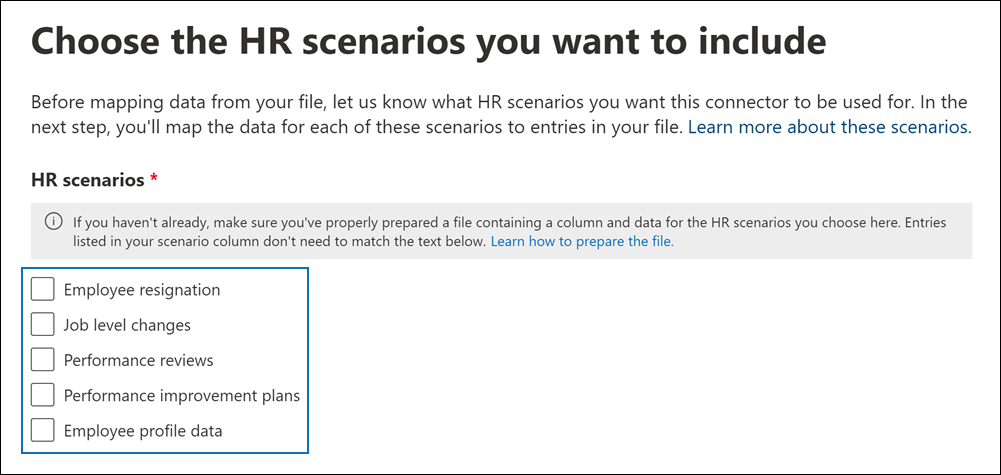 Choose the HR scenarios you want to include
Before mapping data from your file, let us know what HR scenarios you want this connector to be used for. In the
next step, you'll map the data for each of these scenarios to entries in your file. Learn more about these scenarios.
HR scenarios *
If you haven't already, make sure you've properly prepared a file containing a column and data for the HR scenarios you choose here. Entries
listed in your scenario column don't need to match the text below. Learn how to prepare the file.
Employee resignation
Job level changes
Performance reviews
Performance improvement plans
Employee profile data